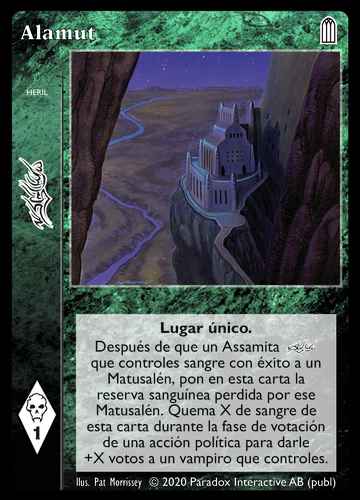 Alamut
HERIL
Lugar único.
Después de que un Assamita
que controles sangre con éxito a un
Matusalén, pon en esta carta la
reserva sanguínea perdida por ese
Matusalén. Quema X de sangre de
esta carta durante la fase de votación
de una acción política para darle
+X votos a un vampiro que controles.
1
Ilus. Pat Morrissey © 2020 Paradox Interactive AB (publ)